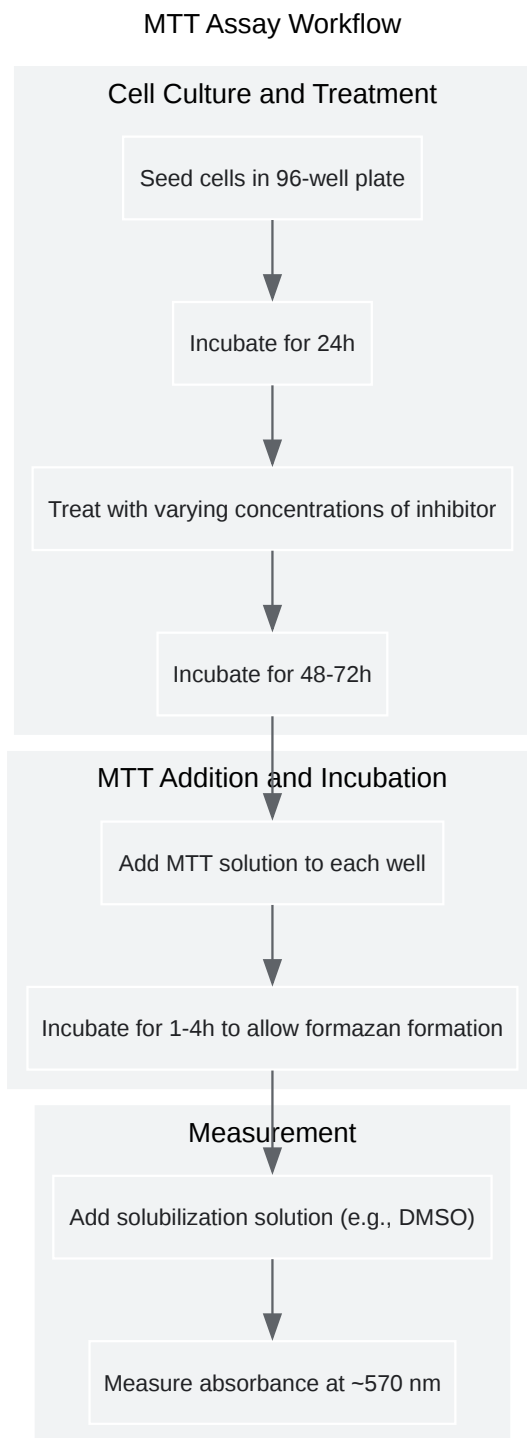 MTT Assay Workflow
Cell Culture and Treatment
Seed cells in 96-well plate
Incubate for 24h
Treat with varying concentrations of inhibitor
Incubate for 48-72h
MTT Addition and Incubation
Add MTT solution to each well
Incubate for 1-4h to allow formazan formation
Measurement
Add solubilization solution (e.g., DMSO)
Measure absorbance at ~570 nm